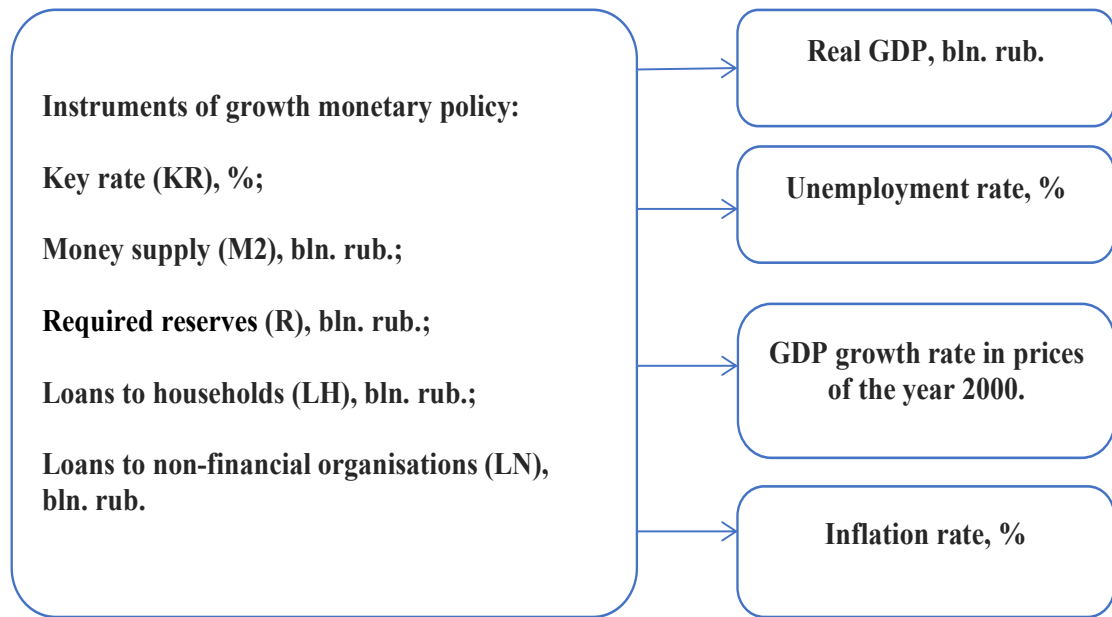 Instruments of growth monetary policy:
Key rate (KR), %;
Money supply (M2), bln. rub.;
Required reserves (R), bln. rub.;
Loans to households (LH), bln. rub.;
Loans to non-financial organisations (LN),
bln. rub.
Real GDP, bln. rub.
Unemployment rate, %
GDP growth rate in prices
of the year 2000.
Inflation rate, %